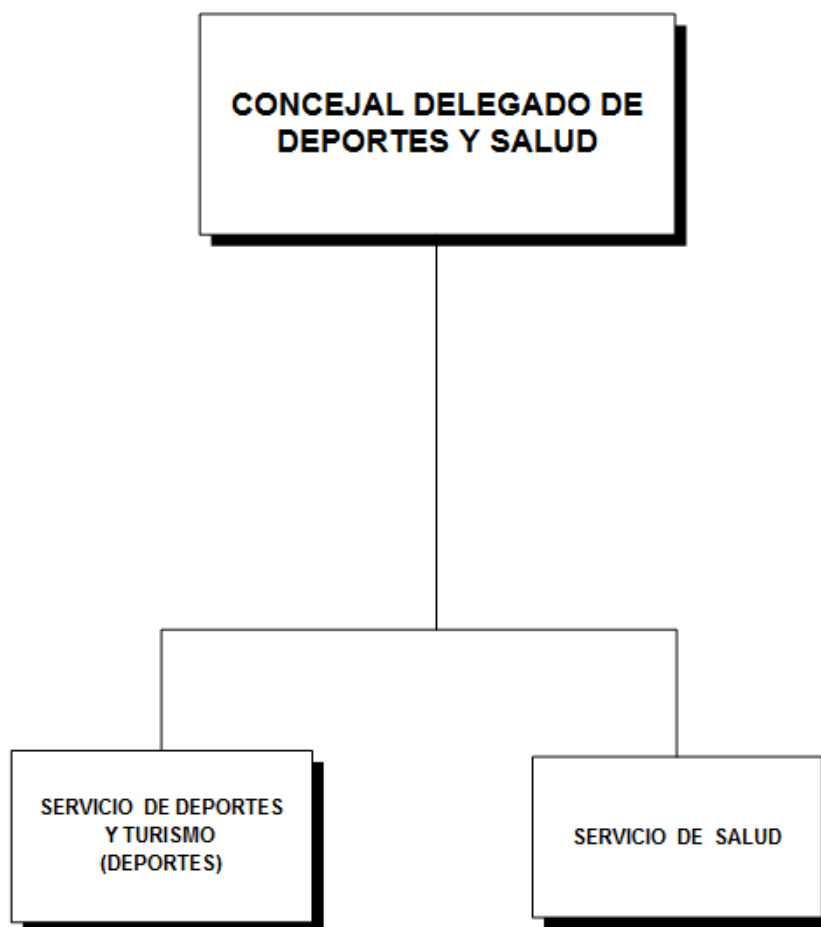 CONCEJAL DELEGADO DE
DEPORTES Y SALUD
SERVICIO DE DEPORTES
Y TURISMO
(DEPORTES)
SERVICIO DE SALUD